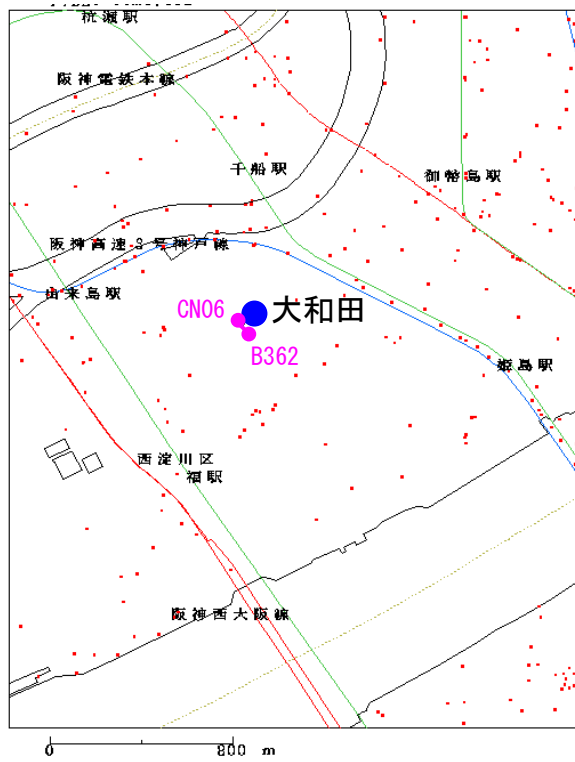 杭瀬駅
阪神電鉄本線
千船駅
御幣島駅
阪神高速3号神戸線
出来島駅
CN06
大和田
B362
姫島駅
西淀川区
福駅
阪神西大阪線
0 800 m